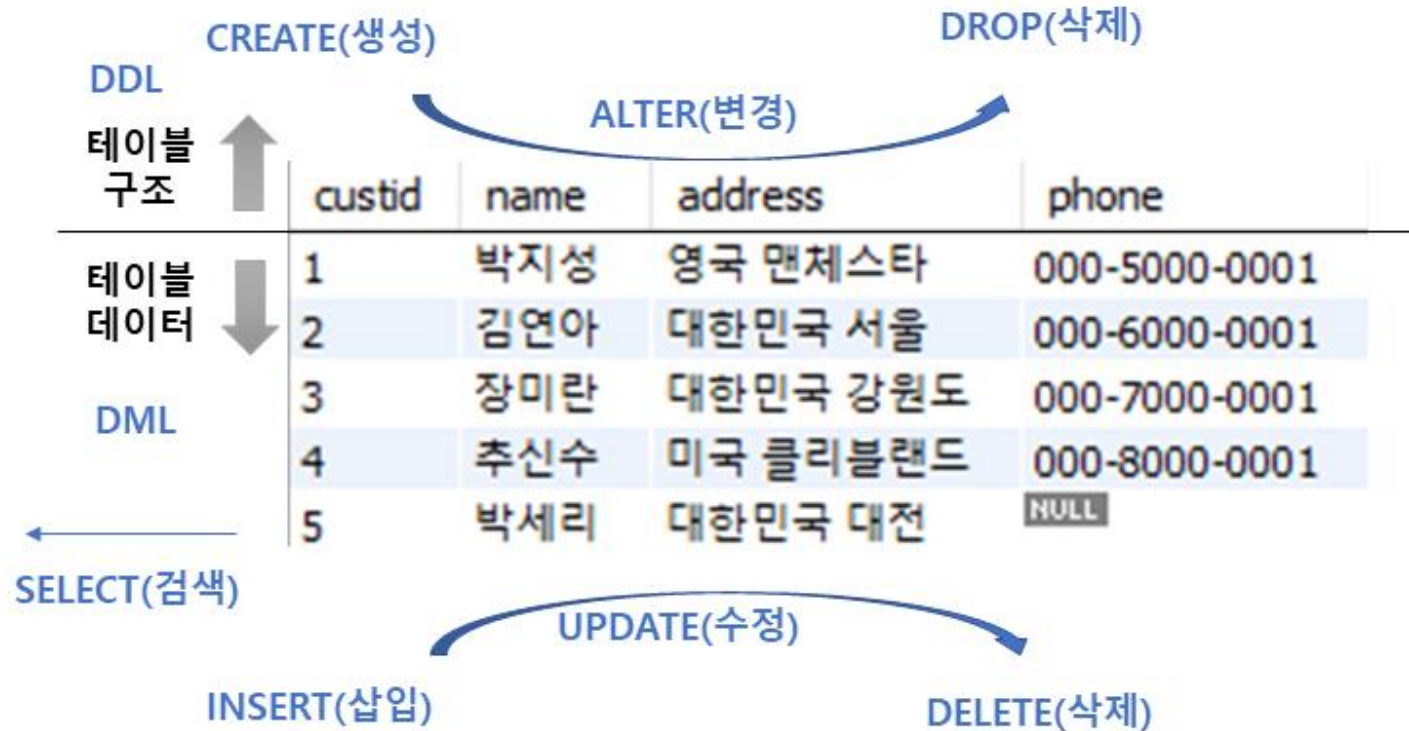 CREATE(생성)
DROP(삭제)
DDL
ALTER(변경)
테이블
구조
custid name address phone
테이블
데이터
1 박지성 영국 맨체스타 000-5000-0001
2 김연아 대한민국 서울 000-6000-0001
3 장미란 대한민국 강원도 000-7000-0001
DML
4 추신수 미국 클리블랜드 000-8000-0001
5 박세리 대한민국 대전 NULL
SELECT(검색)
UPDATE(수정)
INSERT(삽입)
DELETE(삭제)